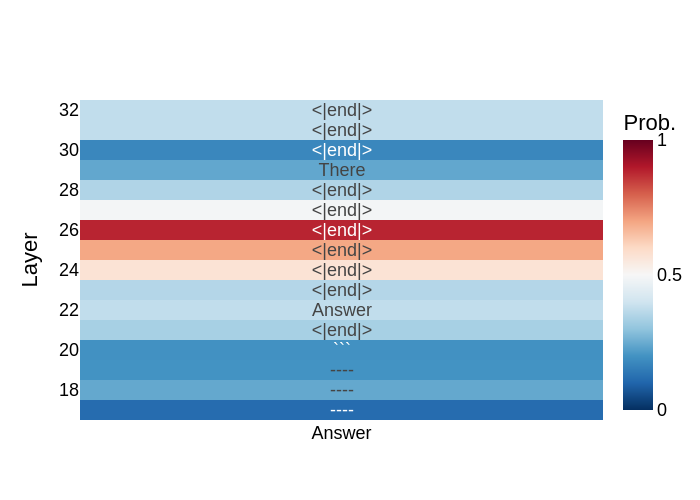 Prob.
32 <|end|>
<|end|>
30 <|end|>
There
28 <|end|>
<|end|>
26 <|end|>
<|end|>
24 <|end|>
<|end|>
22 Answer
<|end|>
20 ```
----
18 ----
----
Answer
Layer
1
0.5
0